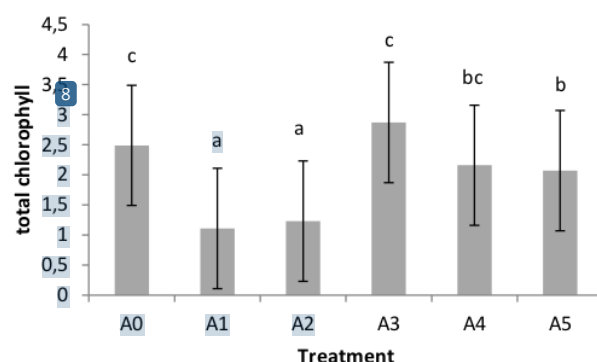 4,5
4
3,5
8
3
2,5
2
1,5
1
0,5
0
total chlorophyll
c
a
a
c
bc
b
A0 A1 A2 A3 A4 A5
Treatment